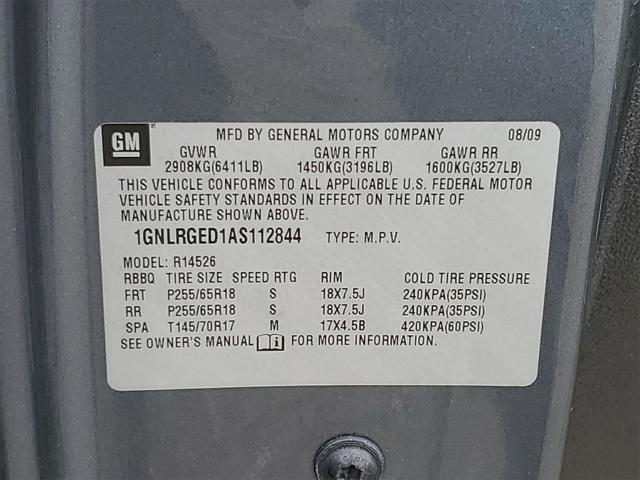 GM MFD BY GENERAL MOTORS COMPANY 08/09
GVWR GAWR FRT GAWR RR
2908KG(6411LB) 1450KG(3196LB) 1600KG(3527LB)
THIS VEHICLE CONFORMS TO ALL APPLICABLE U.S. FEDERAL MOTOR
VEHICLE SAFETY STANDARDS IN EFFECT ON THE DATE OF
MANUFACTURE SHOWN ABOVE.
1GNLRGED1AS112844 TYPE: M.P.V.
MODEL: R14526
RBBQ TIRE SIZE SPEED RTG RIM COLD TIRE PRESSURE
FRT P255/65R18 S 18X7.5J 240KPA(35PSI)
RR P255/65R18 S 18X7.5J 240KPA(35PSI)
SPA T145/70R17 M 17X4.5B 420KPA(60PSI)
SEE OWNER'S MANUAL i FOR MORE INFORMATION.